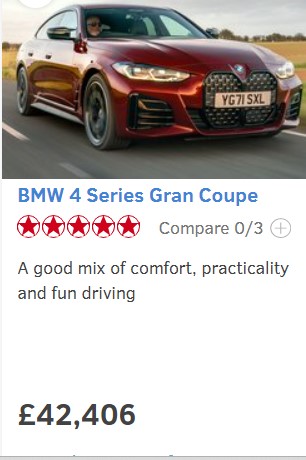 YG71 SXL
BMW 4 Series Gran Coupe
Compare 0/3
A good mix of comfort, practicality
and fun driving
£42,406